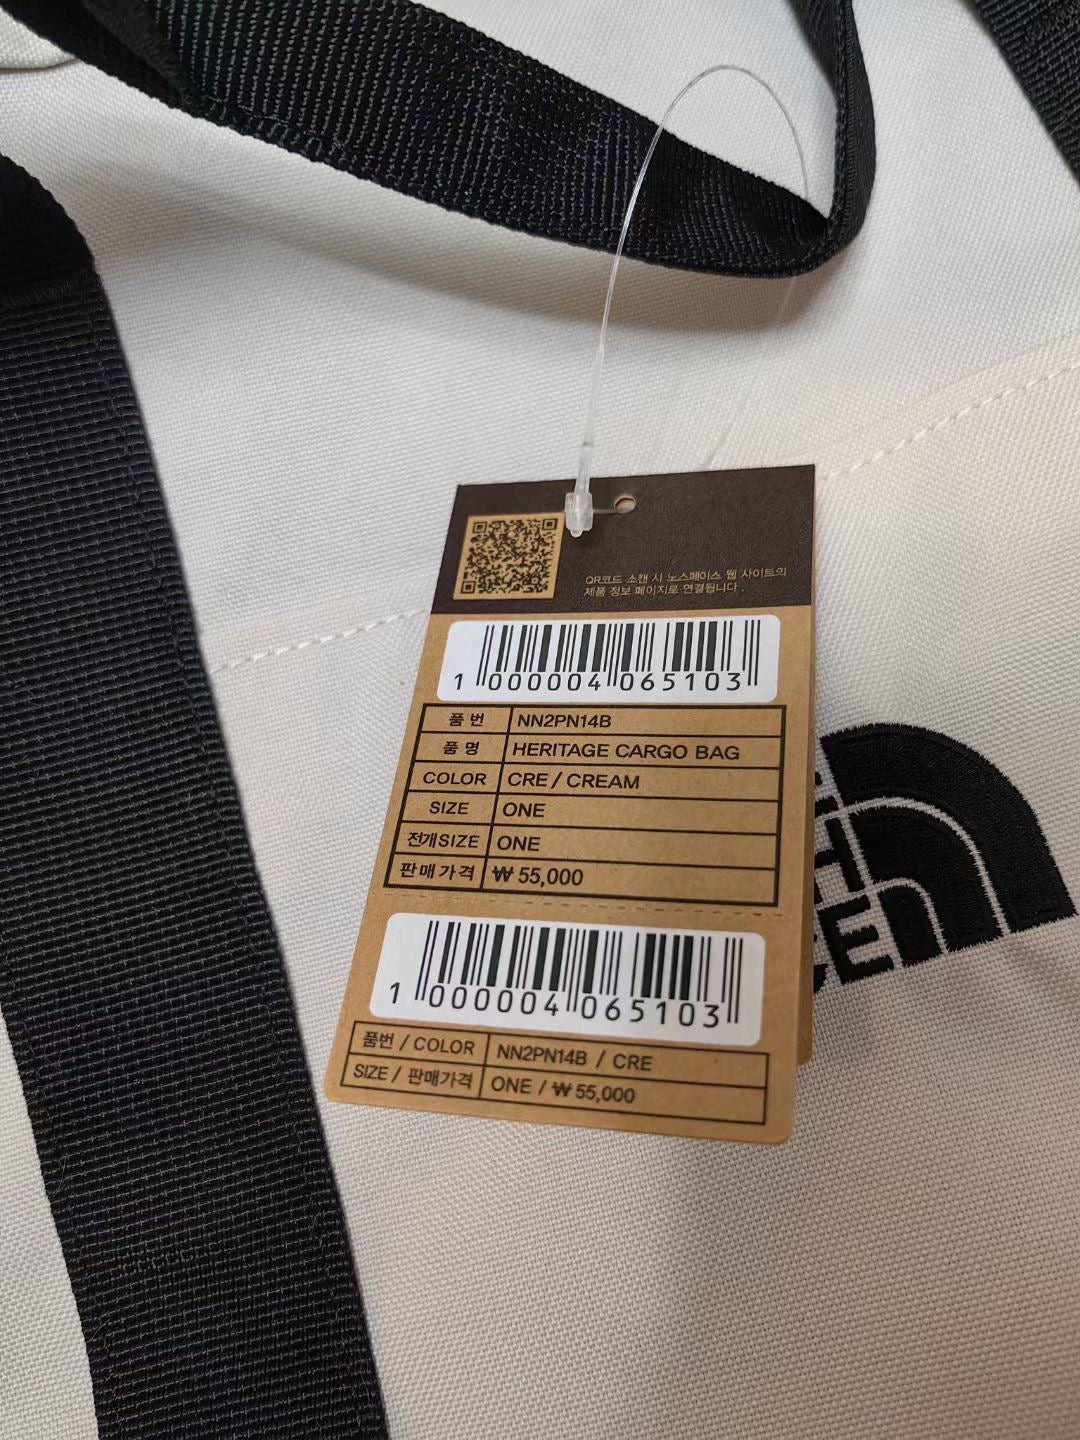 QR코드 스캔 시 노스페이스 웹 사이트의
제품 정보 페이지로 연결됩니다.
1 000004 065103
품 번 NN2PN14B
품 명 HERITAGE CARGO BAG
COLOR CRE / CREAM
SIZE ONE
전개SIZE ONE
판매가격 ₩ 55,000
1 000004 065103
품번 / COLOR NN2PN14B / CRE
SIZE / 판매가격 ONE / ₩ 55,000